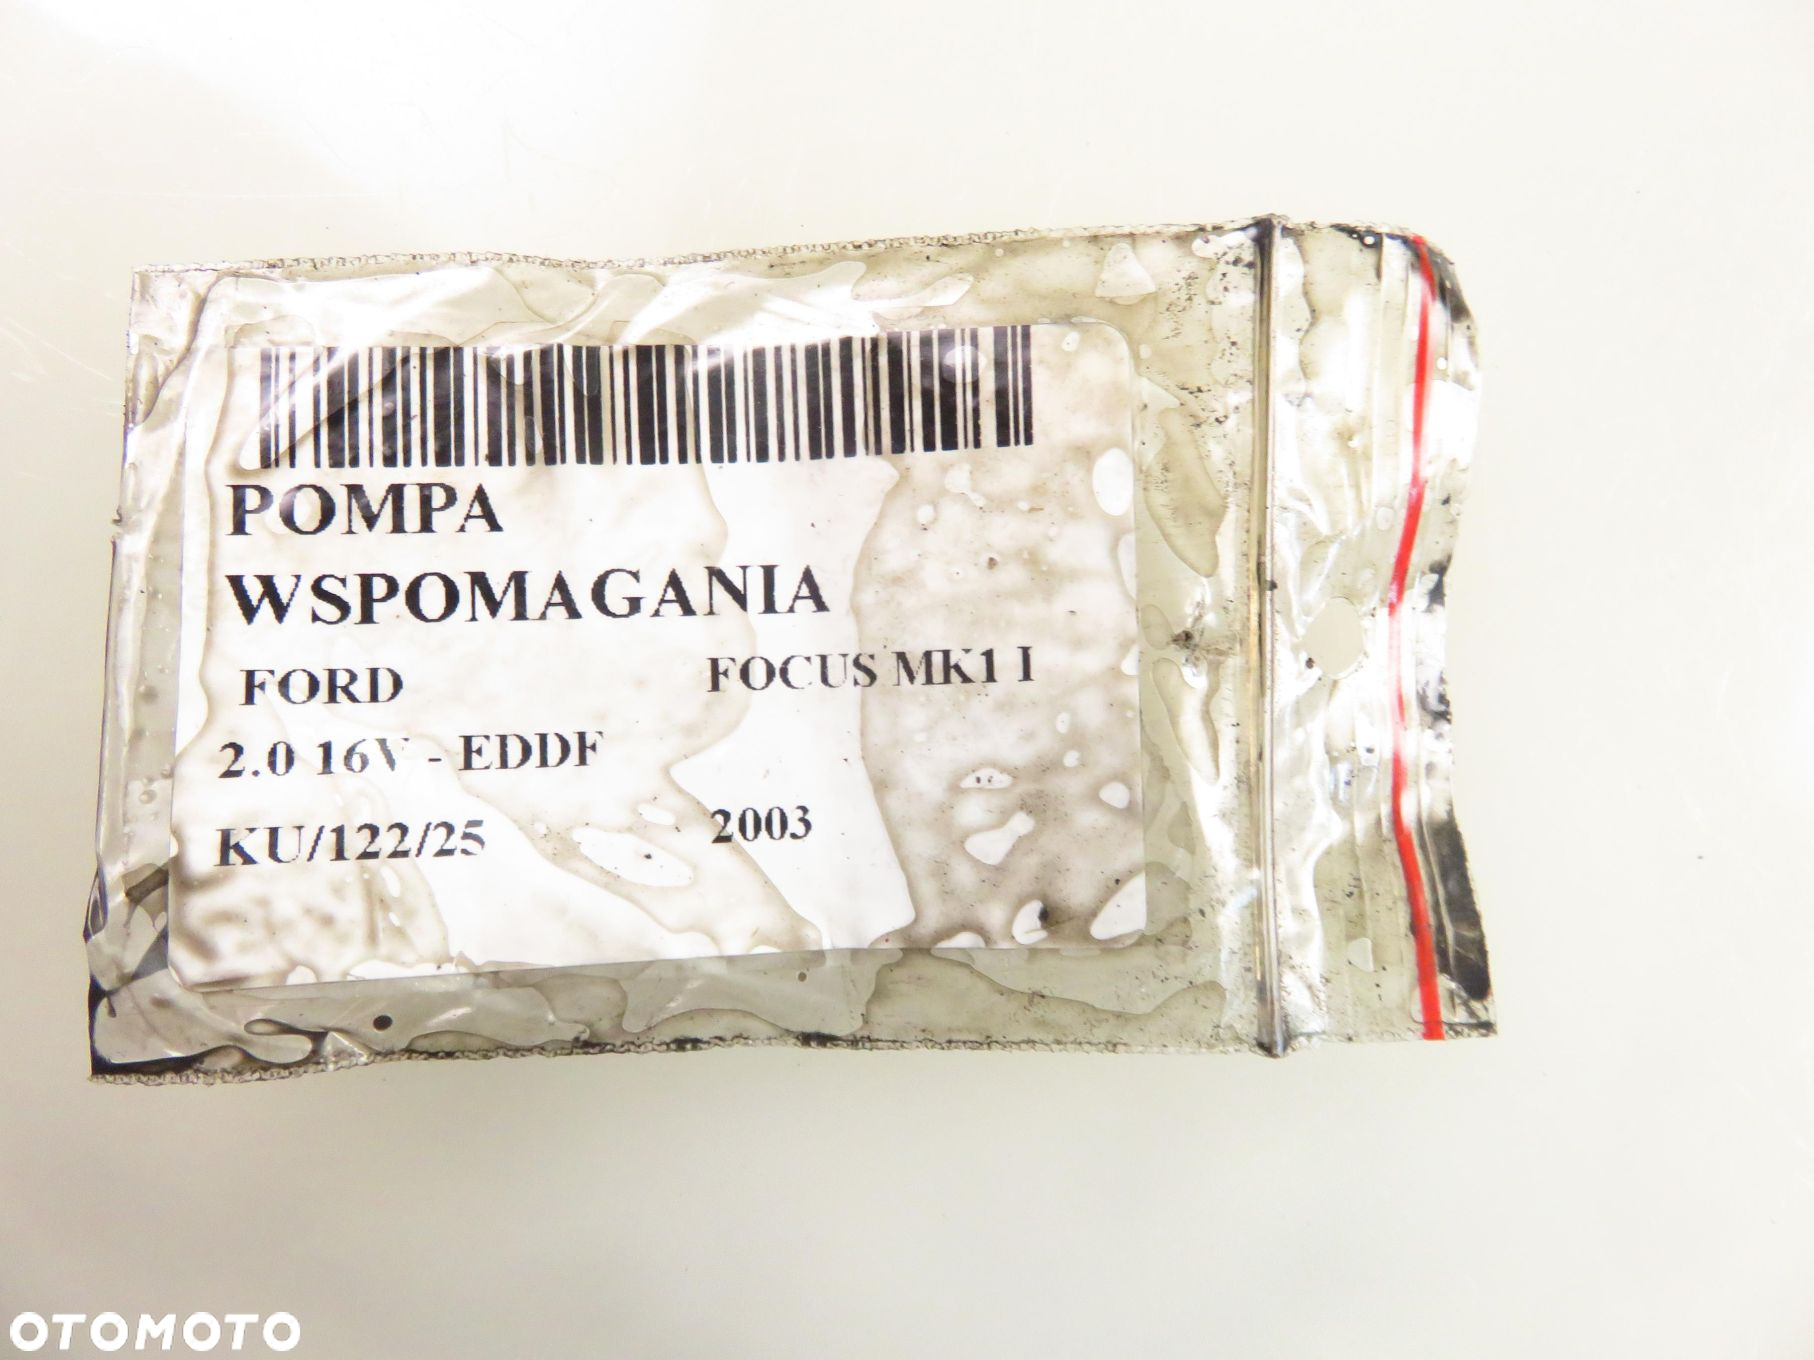 POMPA
WSPOMAGANIA
FORD FOCUS MK1 I
2.0 16V - EDDF
KU/122/25 2003
OTOMOTO